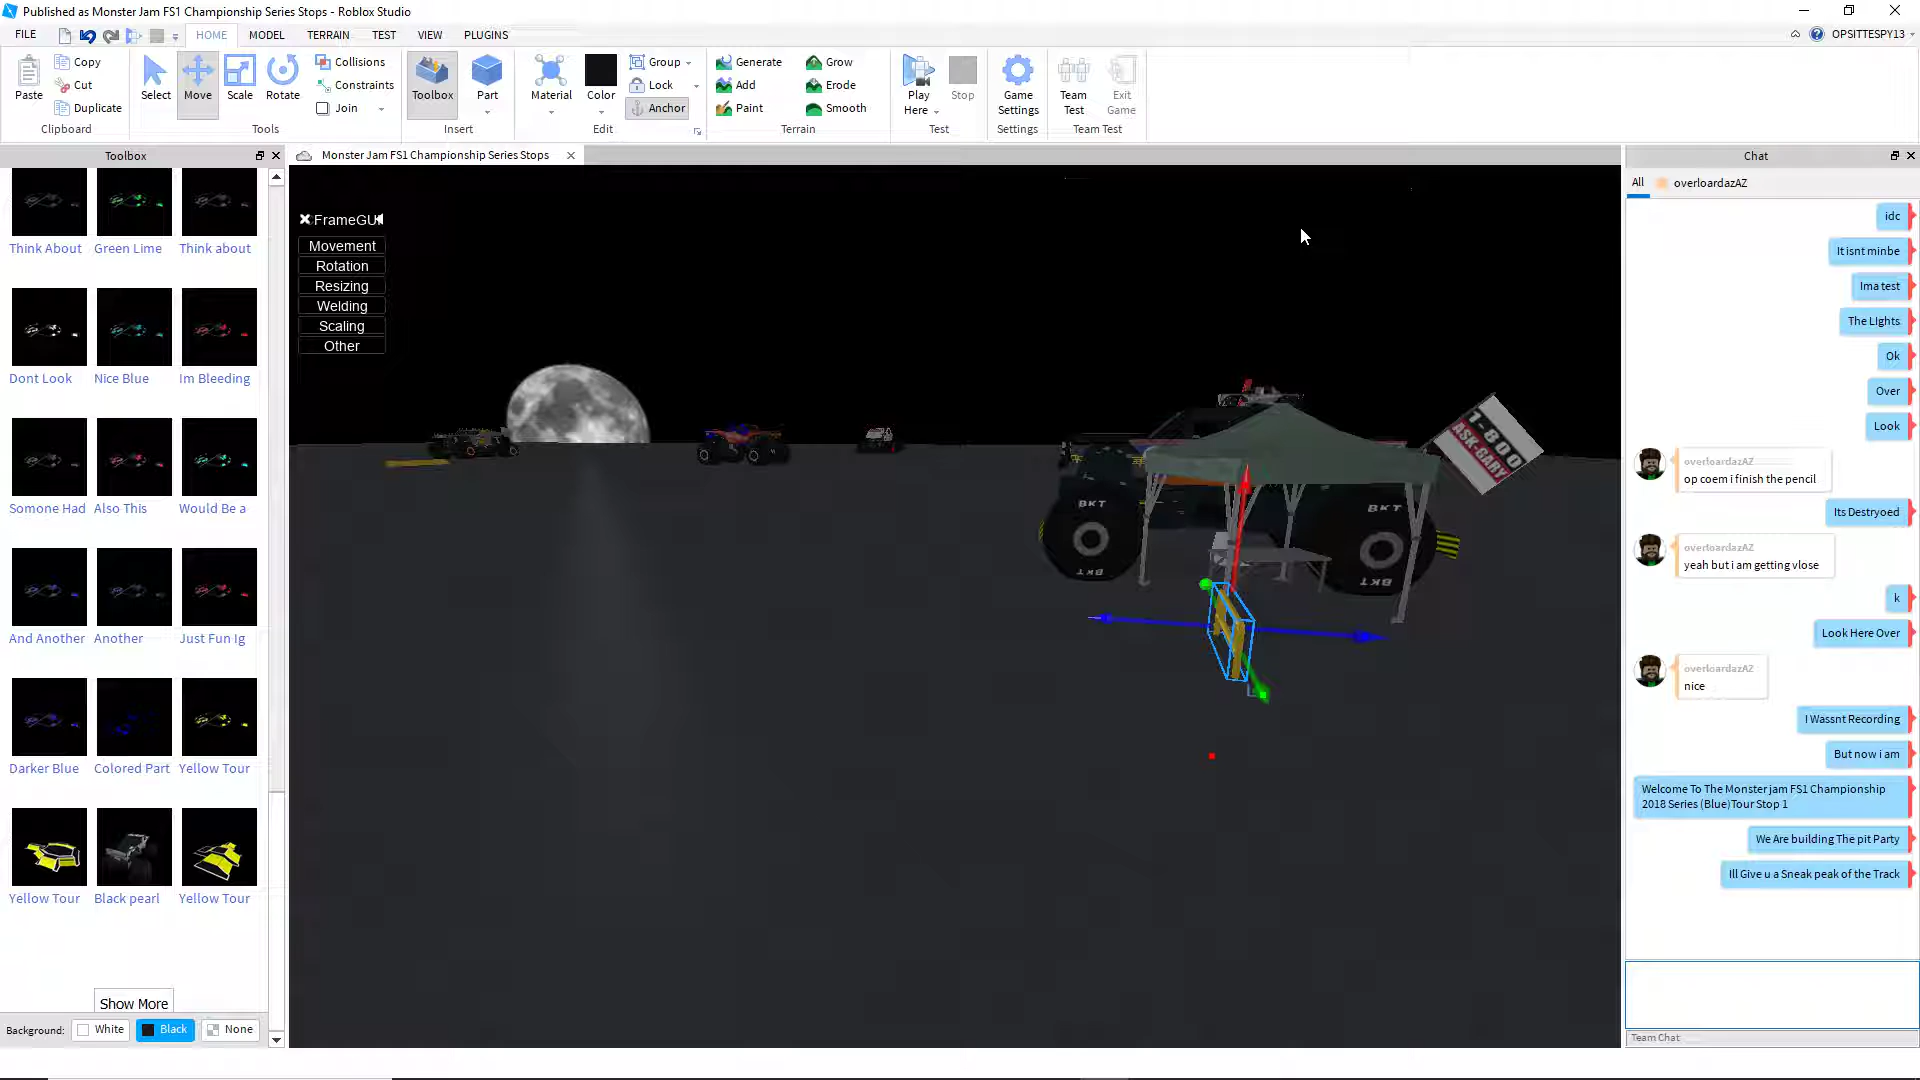 Published as Monster Jam FS1 Championship Series Stops - Roblox Studio
FILE
HOME
MODEL
TERRAIN
TEST
VIEW
PLUGINS
OPSITTESPY13
Paste
Copy
Cut
Duplicate
Clipboard
Select
Move
Scale
Rotate
Collisions
Constraints
Join
Tools
Toolbox
Part
Insert
Material
Color
Group
Lock
Anchor
Edit
Generate
Add
Paint
Grow
Erode
Smooth
Terrain
Play
Here
Stop
Test
Game
Settings
Settings
Team
Test
Exit
Game
Team Test
Toolbox
Think About
Green Lime
Think about
Dont Look
Nice Blue
Im Bleeding
Somone Had
Also This
Would Be a
And Another
Another
Just Fun Ig
Darker Blue
Colored Part
Yellow Tour
Yellow Tour
Black pearl
Yellow Tour
Show More
Background:
White
Black
None
Monster Jam FS1 Championship Series Stops
FrameGUI
Movement
Rotation
Resizing
Welding
Scaling
Other
1-800
ASK-GARY
BKT
BKT
BKT
BKT
Chat
All
overloardazAZ
idc
It isnt minbe
Ima test
The LIghts
Ok
Over
Look
overloardazAZ
op coem i finish the pencil
Its Destryoed
overloardazAZ
yeah but i am getting vlose
k
Look Here Over
overloardazAZ
nice
I Wassnt Recording
But now i am
Welcome To The Monster jam FS1 Championship
2018 Series (Blue)Tour Stop 1
We Are building The pit Party
Ill Give u a Sneak peak of the Track
Team Chat